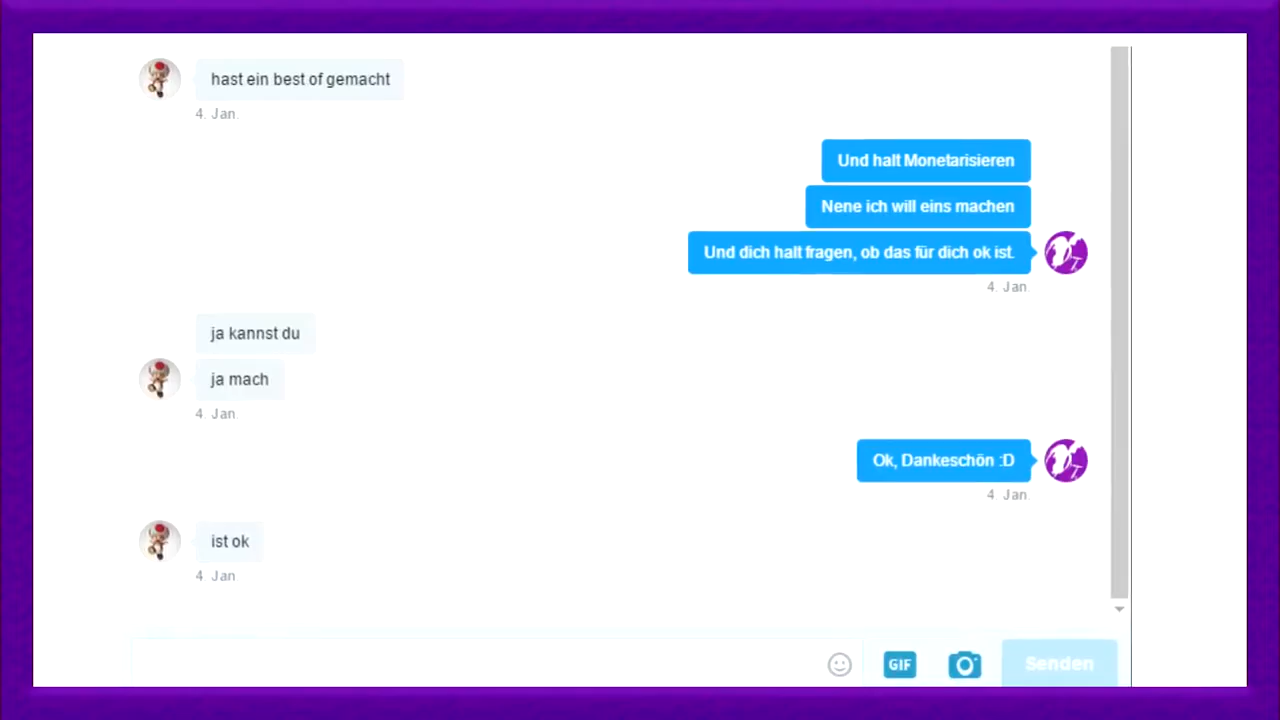 hast ein best of gemacht
4. Jan.
Und halt Monetarisieren
Nene ich will eins machen
Und dich halt fragen, ob das für dich ok ist.
4. Jan.
ja kannst du
ja mach
4. Jan.
Ok, Dankeschön :D
4. Jan.
ist ok
4. Jan.
GIF
Senden